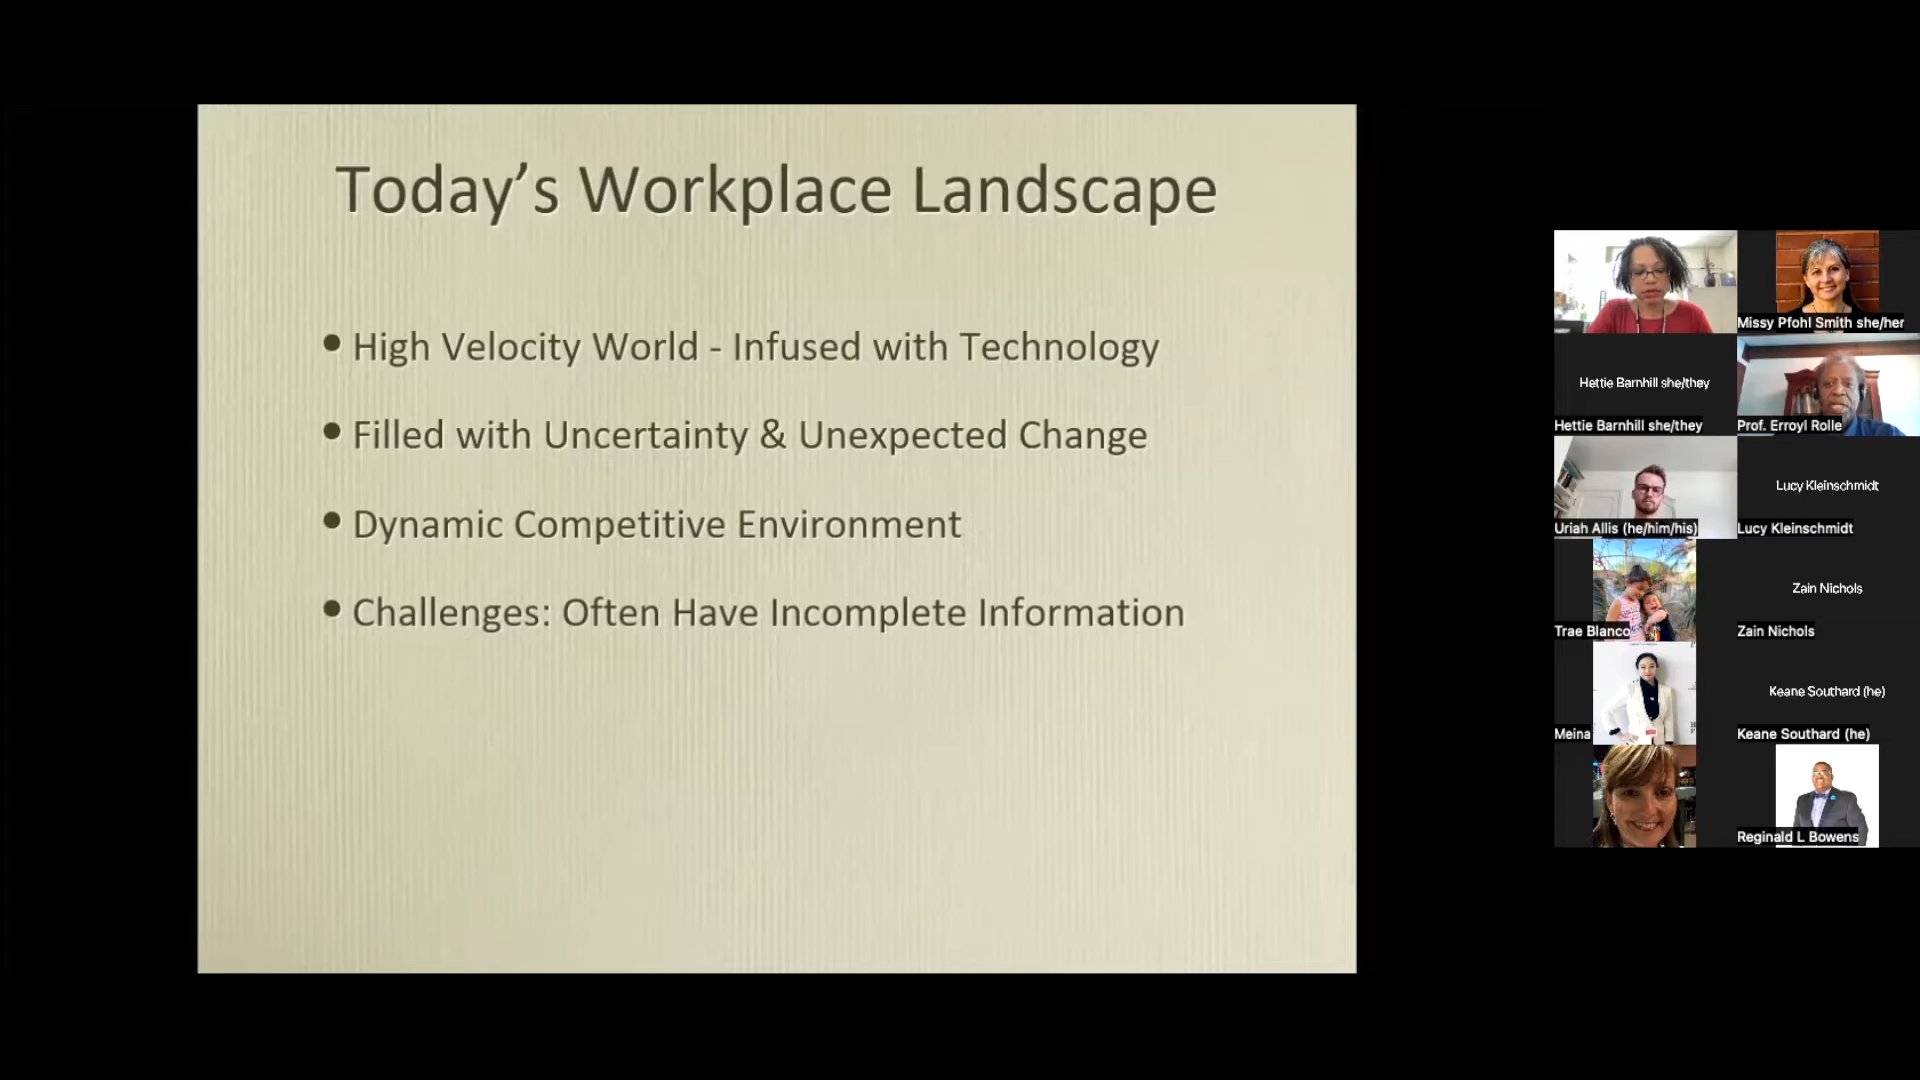 Today's Workplace Landscape
• High Velocity World - Infused with Technology
• Filled with Uncertainty & Unexpected Change
• Dynamic Competitive Environment
• Challenges: Often Have Incomplete Information
Missy Pfohl Smith she/her
Hettie Barnhill she/they
Hettie Barnhill she/they
Prof. Erroyl Rolle
Uriah Allis (he/him/his)
Lucy Kleinschmidt
Lucy Kleinschmidt
Trae Blanco
Zain Nichols
Zain Nichols
Meina
Keane Southard (he)
Keane Southard (he)
Reginald L Bowens